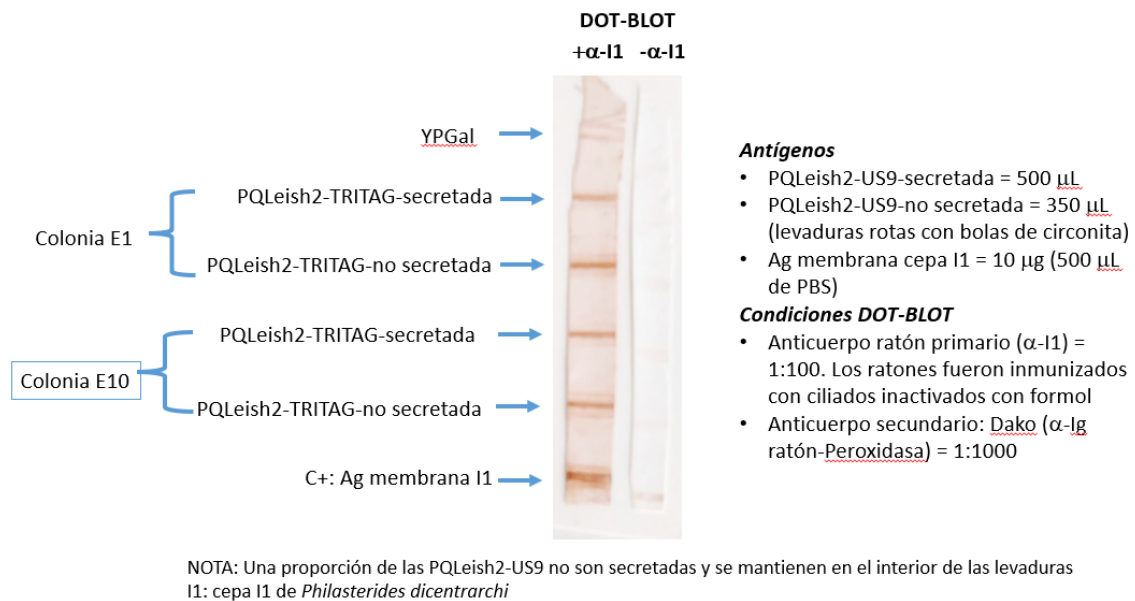 DOT-BLOT
+α-I1 -α-I1
YPGal
PQLeish2-TRITAG-secretada
Colonia E1
PQLeish2-TRITAG-no secretada
PQLeish2-TRITAG-secretada
Colonia E10
PQLeish2-TRITAG-no secretada
C+: Ag membrana I1
Antígenos
• PQLeish2-US9-secretada = 500 μL
• PQLeish2-US9-no secretada = 350 μL
(levaduras rotas con bolas de circonita)
• Ag membrana cepa I1 = 10 μg (500 μL
de PBS)
Condiciones DOT-BLOT
• Anticuerpo ratón primario (α-I1) =
1:100. Los ratones fueron inmunizados
con ciliados inactivados con formol
• Anticuerpo secundario: Dako (α-Ig
ratón-Peroxidasa) = 1:1000
NOTA: Una proporción de las PQLeish2-US9 no son secretadas y se mantienen en el interior de las levaduras
I1: cepa I1 de Philasterides dicentrarchi